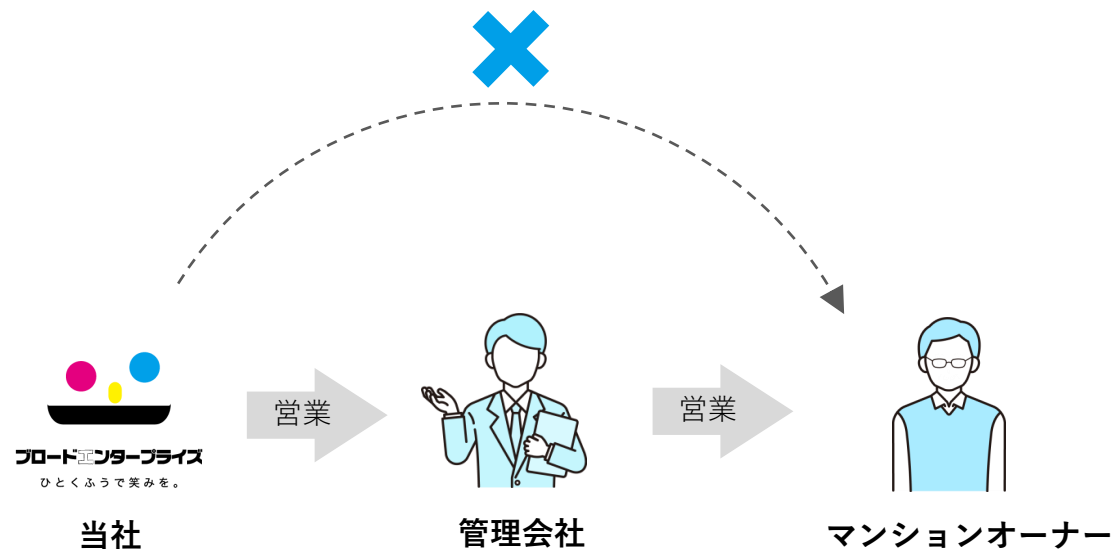 営業
営業
ブロードエンタープライズ
ひとくふうで笑みを。
当社
管理会社
マンションオーナー